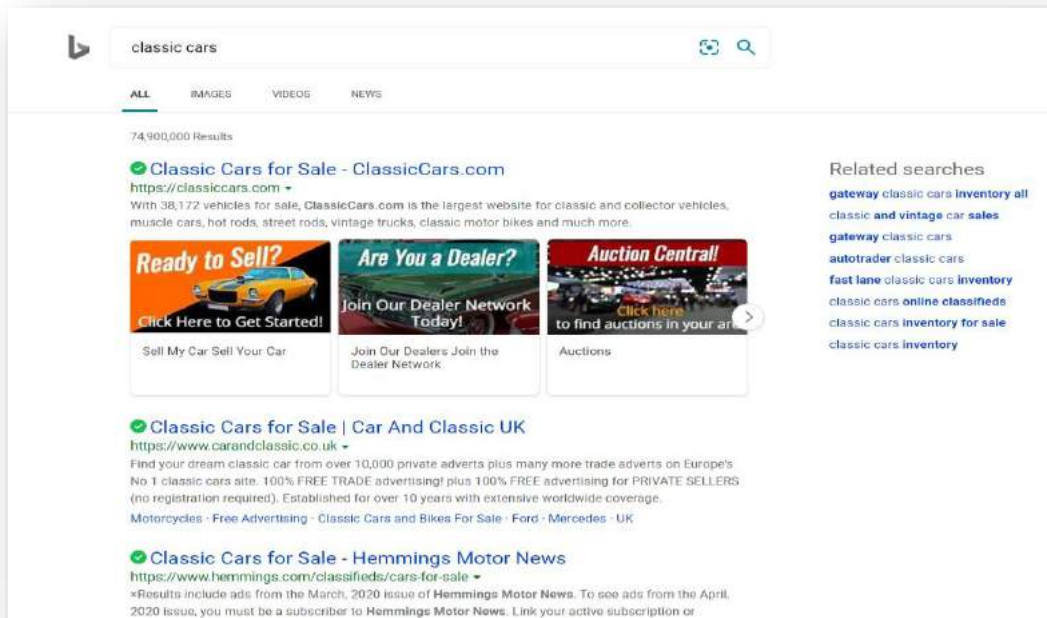 classic cars
ALL IMAGES VIDEOS NEWS
74,900,000 Results
Classic Cars for Sale - ClassicCars.com
https://classiccars.com
With 38,172 vehicles for sale, ClassicCars.com is the largest website for classic and collector vehicles,
muscle cars, hot rods, street rods, vintage trucks, classic motor bikes and much more.
Ready to Sell?
Click Here to Get Started!
Sell My Car Sell Your Car
Are You a Dealer?
Join Our Dealer Network
Today!
Join Our Dealers Join the
Dealer Network
Auction Central!
Click here
to find auctions in your are
Auctions
Classic Cars for Sale | Car And Classic UK
https://www.carandclassic.co.uk
Find your dream classic car from over 10,000 private adverts plus many more trade adverts on Europe's
No 1 classic cars site. 100% FREE TRADE advertising! plus 100% FREE advertising for PRIVATE SELLERS
(no registration required). Established for over 10 years with extensive worldwide coverage.
Motorcycles · Free Advertising · Classic Cars and Bikes For Sale · Ford · Mercedes · UK
Classic Cars for Sale - Hemmings Motor News
https://www.hemmings.com/classifieds/cars-for-sale
×Results include ads from the March, 2020 issue of Hemmings Motor News. To see ads from the April,
2020 issue, you must be a subscriber to Hemmings Motor News. Link your active subscription or
Related searches
gateway classic cars inventory all
classic and vintage car sales
gateway classic cars
autotrader classic cars
fast lane classic cars inventory
classic cars online classifieds
classic cars inventory for sale
classic cars inventory